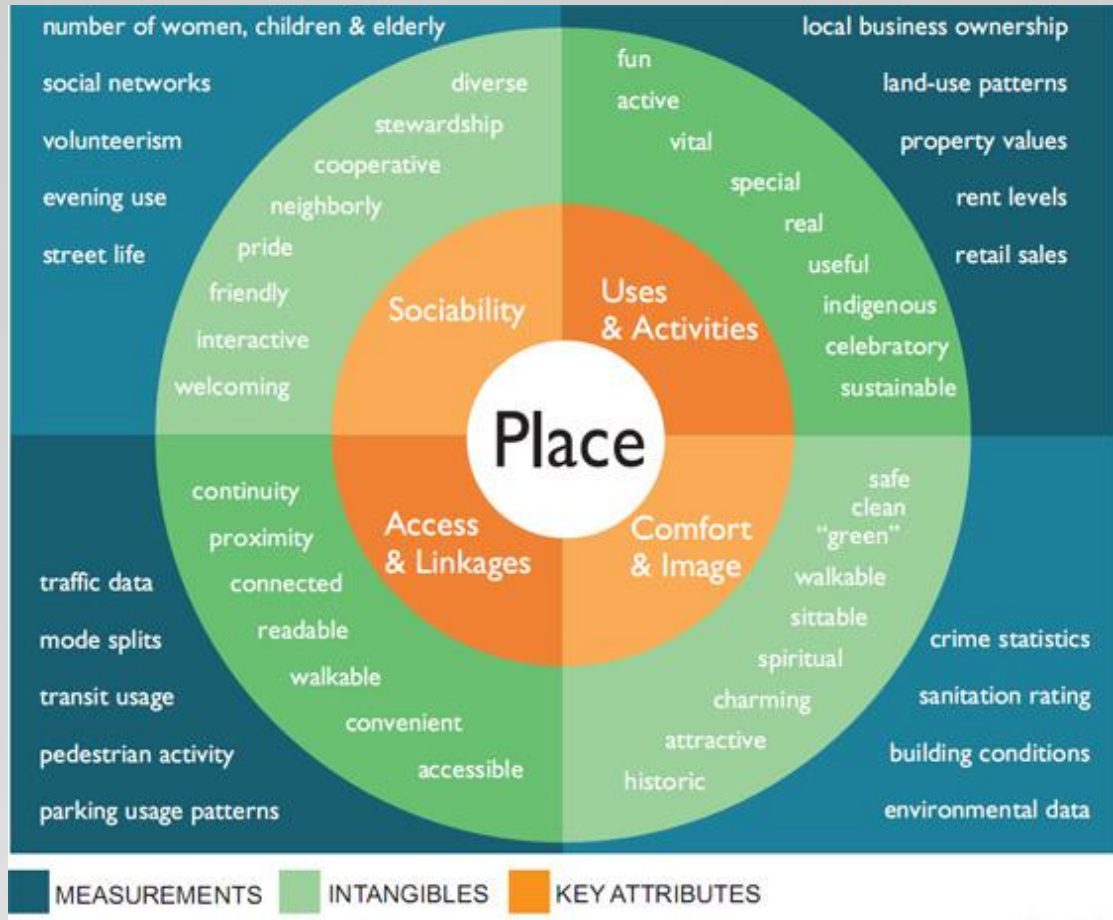 number of women, children & elderly
social networks
volunteerism
evening use
street life
diverse
stewardship
cooperative
neighborly
pride
friendly
interactive
welcoming
Sociability
local business ownership
land-use patterns
property values
rent levels
retail sales
fun
active
vital
special
real
useful
indigenous
celebratory
sustainable
Uses
& Activities
Place
Access
& Linkages
continuity
proximity
connected
readable
walkable
convenient
accessible
traffic data
mode splits
transit usage
pedestrian activity
parking usage patterns
Comfort
& Image
safe
clean
“green”
walkable
sittable
spiritual
charming
attractive
historic
crime statistics
sanitation rating
building conditions
environmental data
MEASUREMENTS
INTANGIBLES
KEY ATTRIBUTES